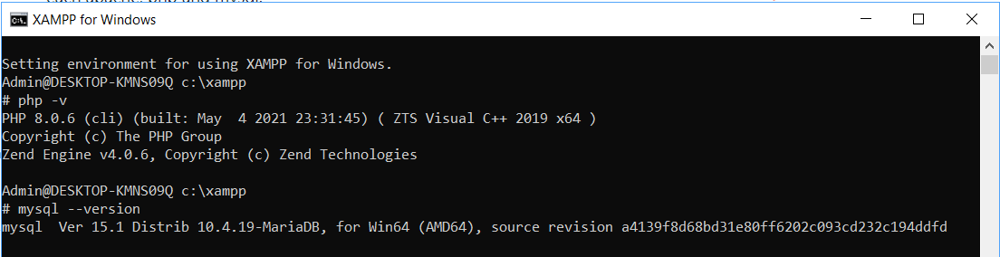 XAMPP for Windows
Setting environment for using XAMPP for Windows.
Admin@DESKTOP-KMNS09Q c:\xampp
# php -v
PHP 8.0.6 (cli) (built: May  4 2021 23:31:45) ( ZTS Visual C++ 2019 x64 )
Copyright (c) The PHP Group
Zend Engine v4.0.6, Copyright (c) Zend Technologies
Admin@DESKTOP-KMNS09Q c:\xampp
# mysql --version
mysql  Ver 15.1 Distrib 10.4.19-MariaDB, for Win64 (AMD64), source revision a4139f8d68bd31e80ff6202c093cd232c194ddfd